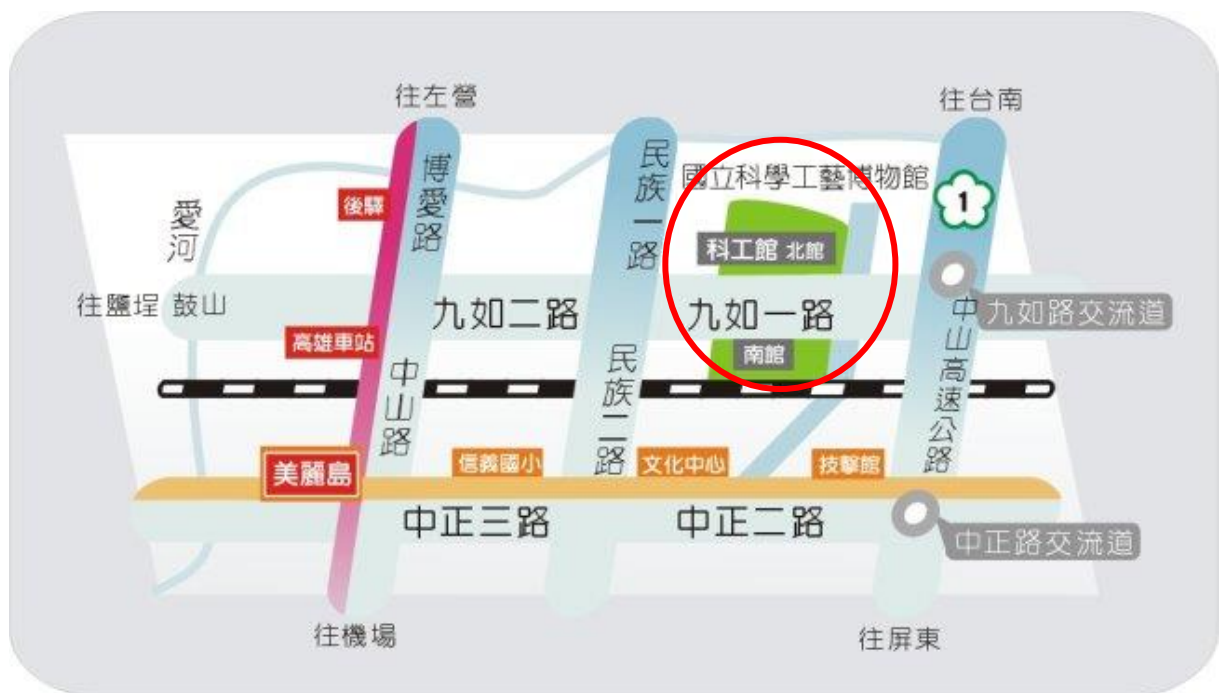 往左營
往台南
民族一路
國立科學工藝博物館
博愛路
1
後驛
愛河
科工館 北館
往鹽埕 鼓山
九如二路
九如一路
九如路交流道
高雄車站
南館
中山路
民族二路
中山高速公路
美麗島
信義國小
文化中心
技擊館
中正三路
中正二路
中正路交流道
往機場
往屏東